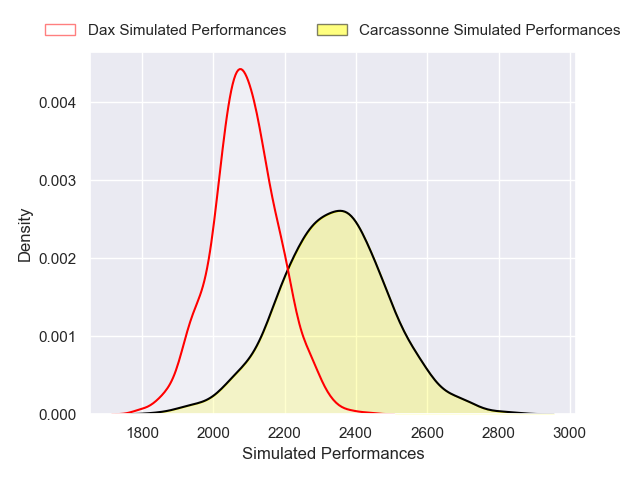 Dax Simulated Performances Carcassonne Simulated Performances
0.004
0.003
0.002
0.001
0.000
Density
1800 2000 2200 2400 2600 2800 3000
Simulated Performances